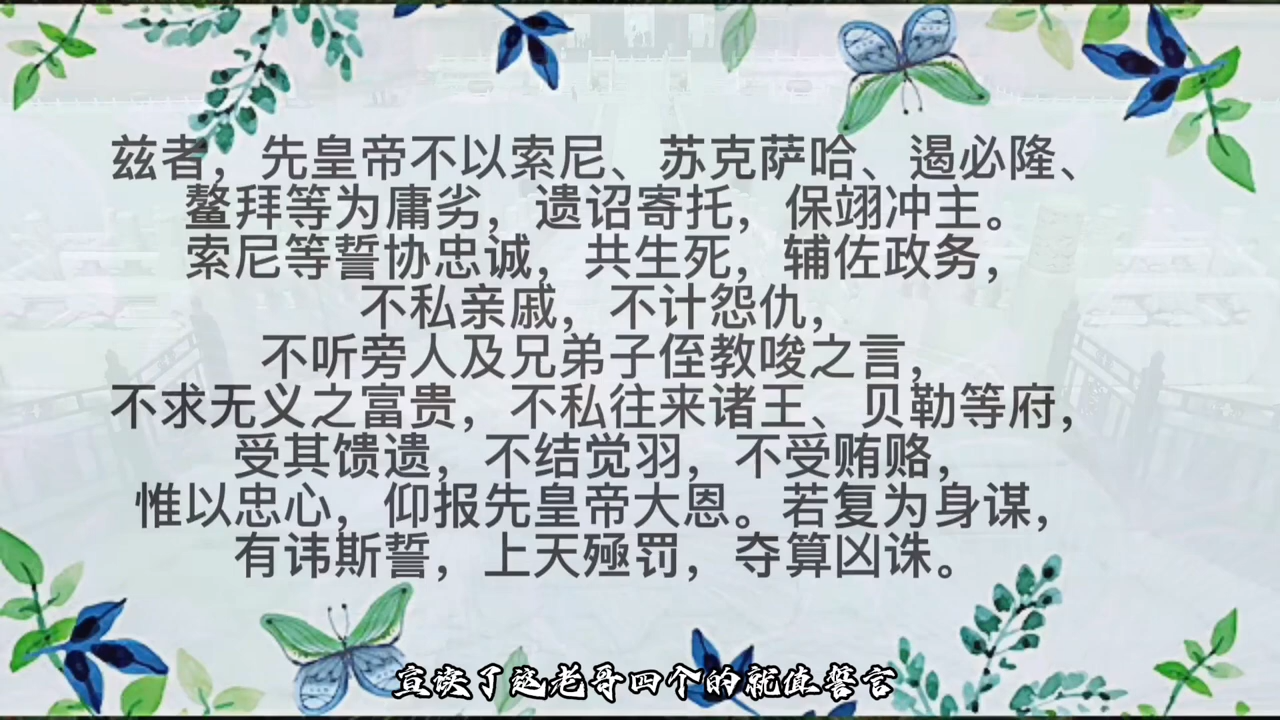 兹者，先皇帝不以索尼、苏克萨哈、遏必隆、
鳌拜等为庸劣，遗诏寄托，保翊冲主。
索尼等誓协忠诚，共生死，辅佐政务，
不私亲戚，不计怨仇，
不听旁人及兄弟子侄教唆之言，
不求无义之富贵，不私往来诸王、贝勒等府，
受其馈遗，不结觉羽，不受贿赂，
惟以忠心，仰报先皇帝大恩。若复为身谋，
有讳斯誓，上天殛罚，夺算凶诛。
宣读了这老哥四个的就值誓言